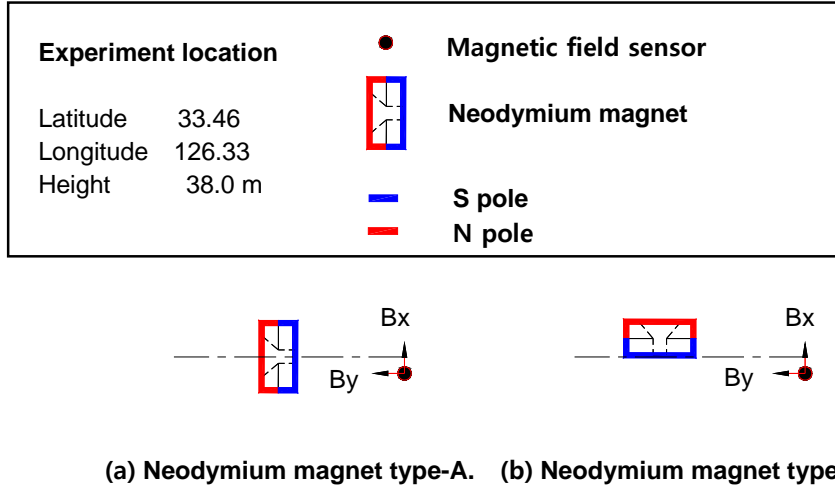 Experiment location
Magnetic field sensor
Neodymium magnet
Latitude 33.46
Longitude 126.33
Height 38.0 m
S pole
N pole
Bx
By
Bx
By
(a) Neodymium magnet type-A. (b) Neodymium magnet type